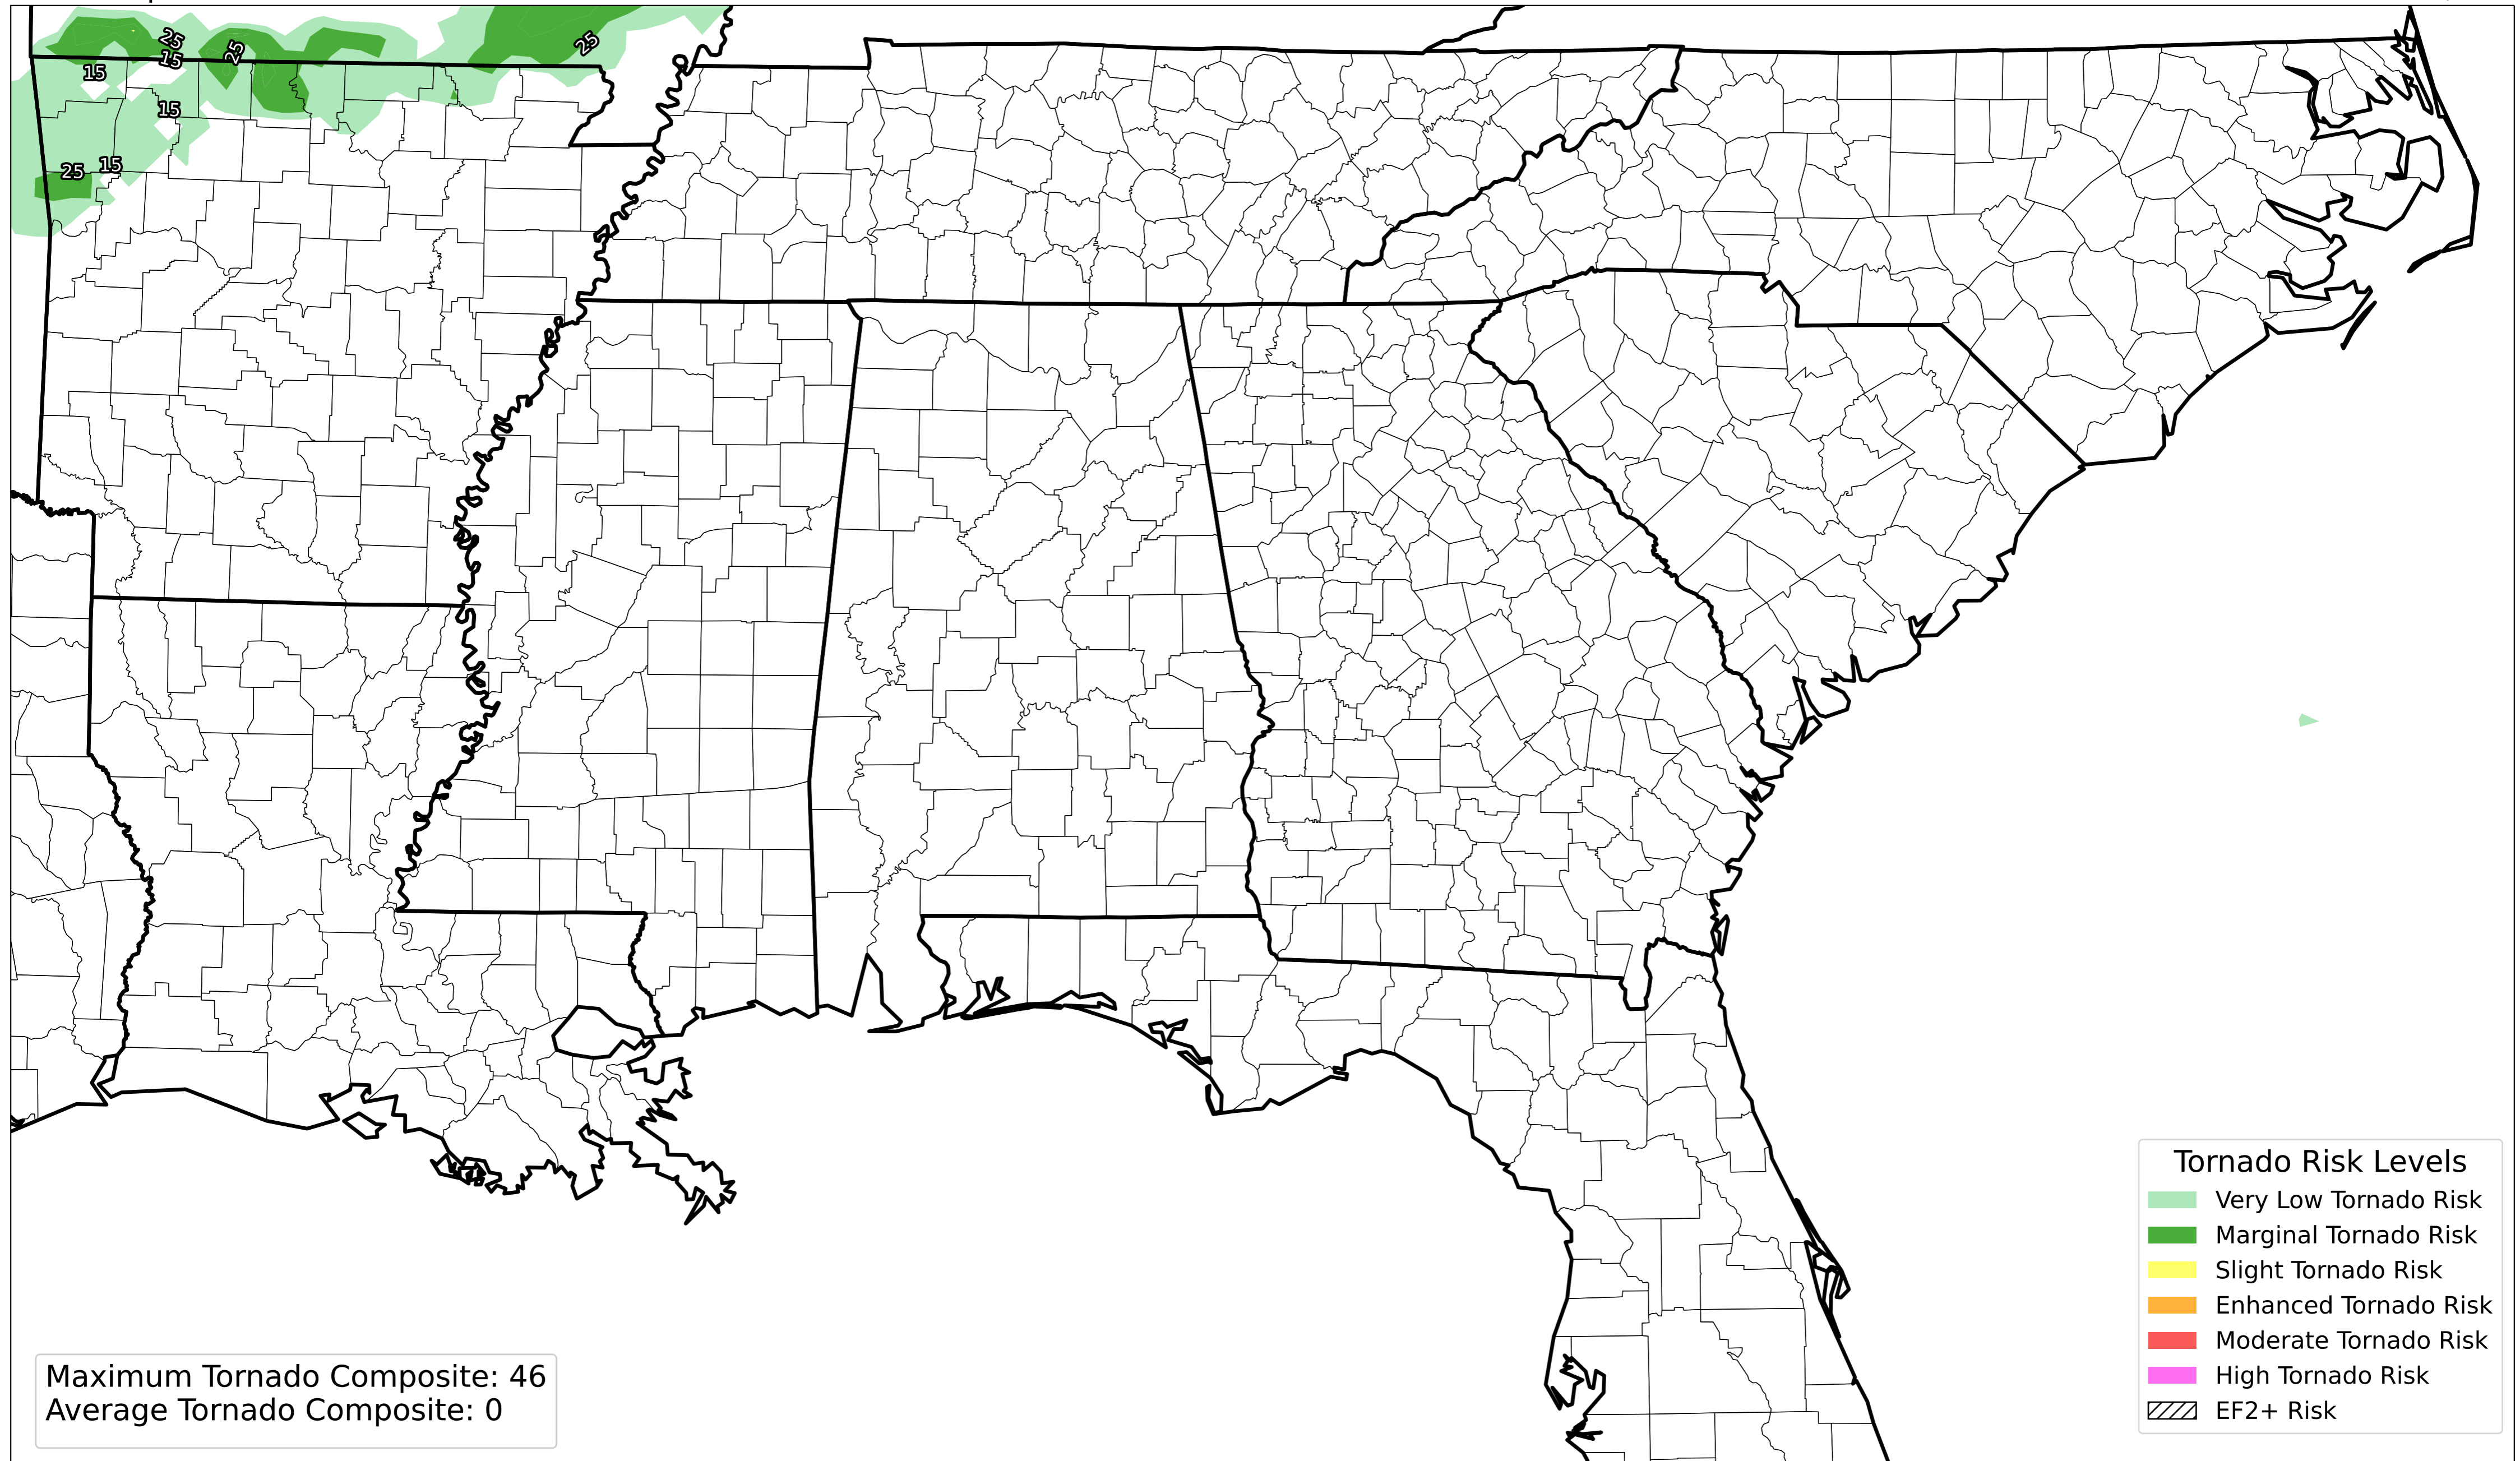 25
25
25
15
15
15
25
15
Tornado Risk Levels
Very Low Tornado Risk
Marginal Tornado Risk
Slight Tornado Risk
Enhanced Tornado Risk
Moderate Tornado Risk
High Tornado Risk
EF2+ Risk
Maximum Tornado Composite: 46
Average Tornado Composite: 0